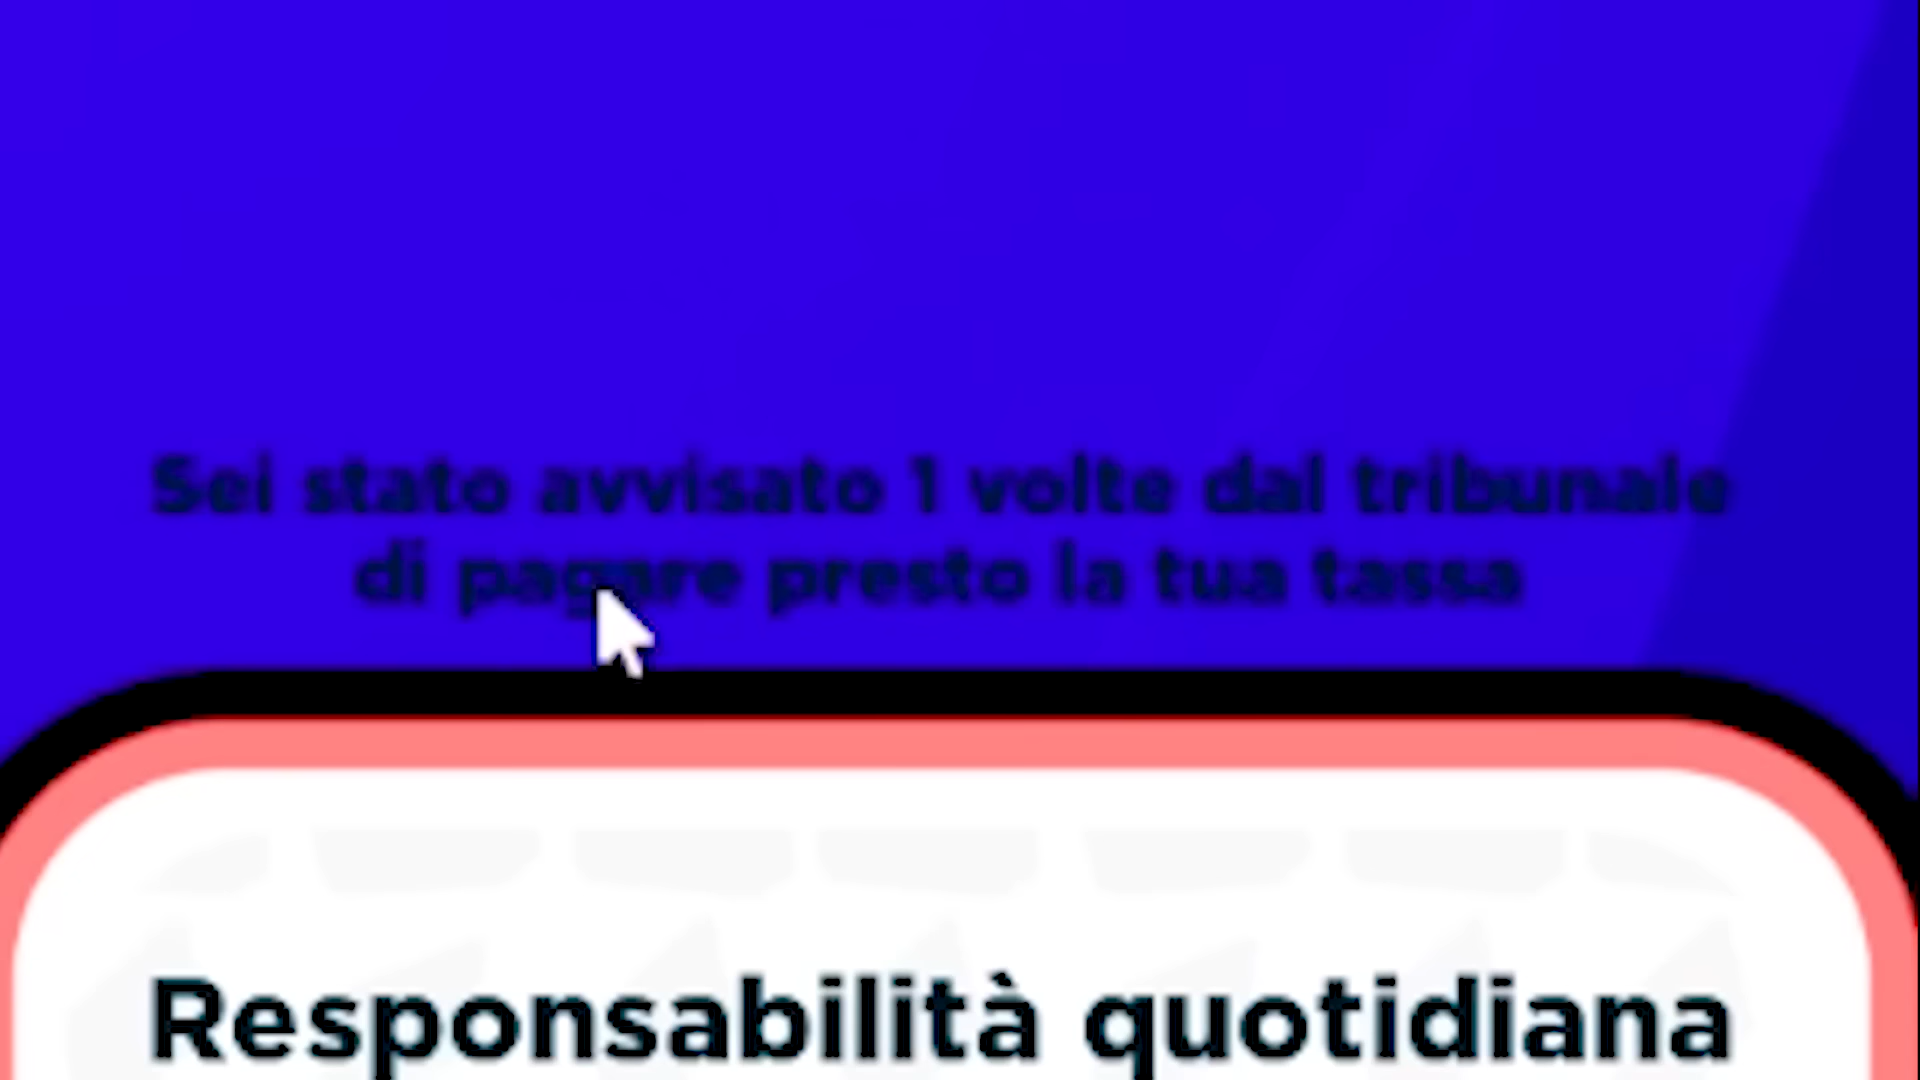 Sei stato avvisato 1 volte dal tribunale
di pagare presto la tua tassa
Responsabilità quotidiana